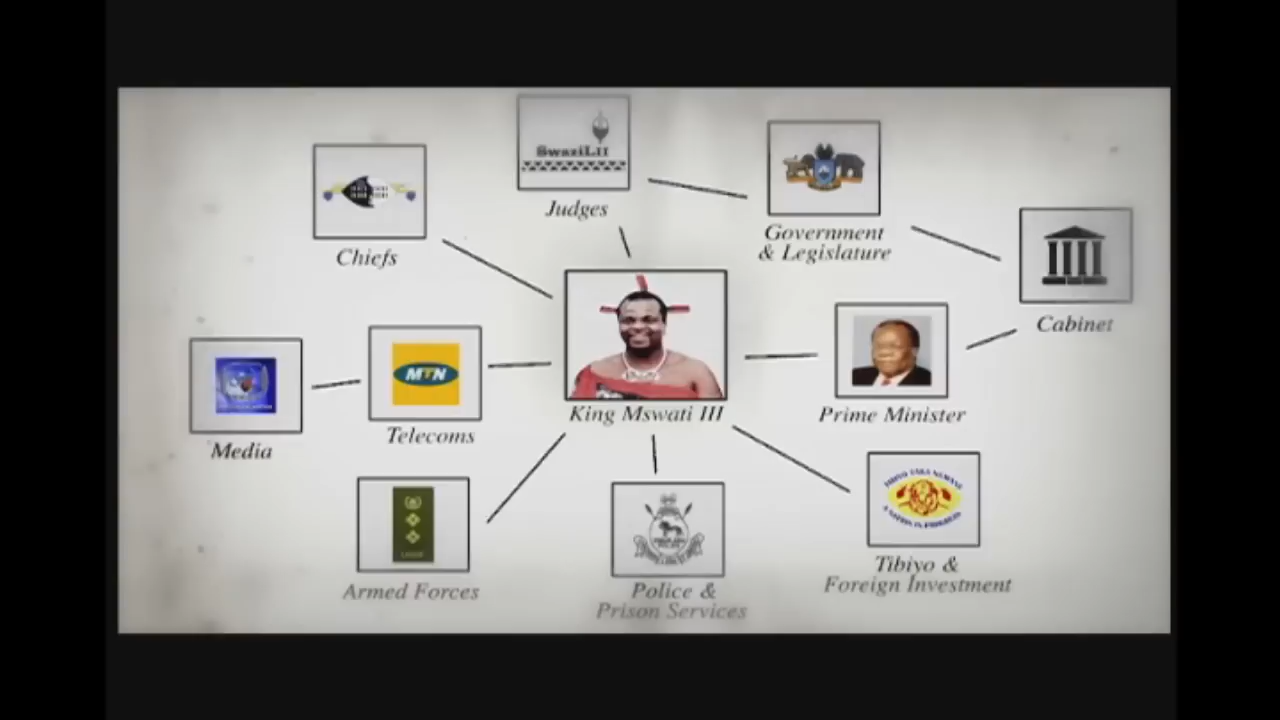 SwaziLII
Judges
Government
& Legislature
Chiefs
Cabinet
MTN
Media
Telecoms
King Mswati III
Prime Minister
Armed Forces
Police &
Prison Services
Tibiyo &
Foreign Investment